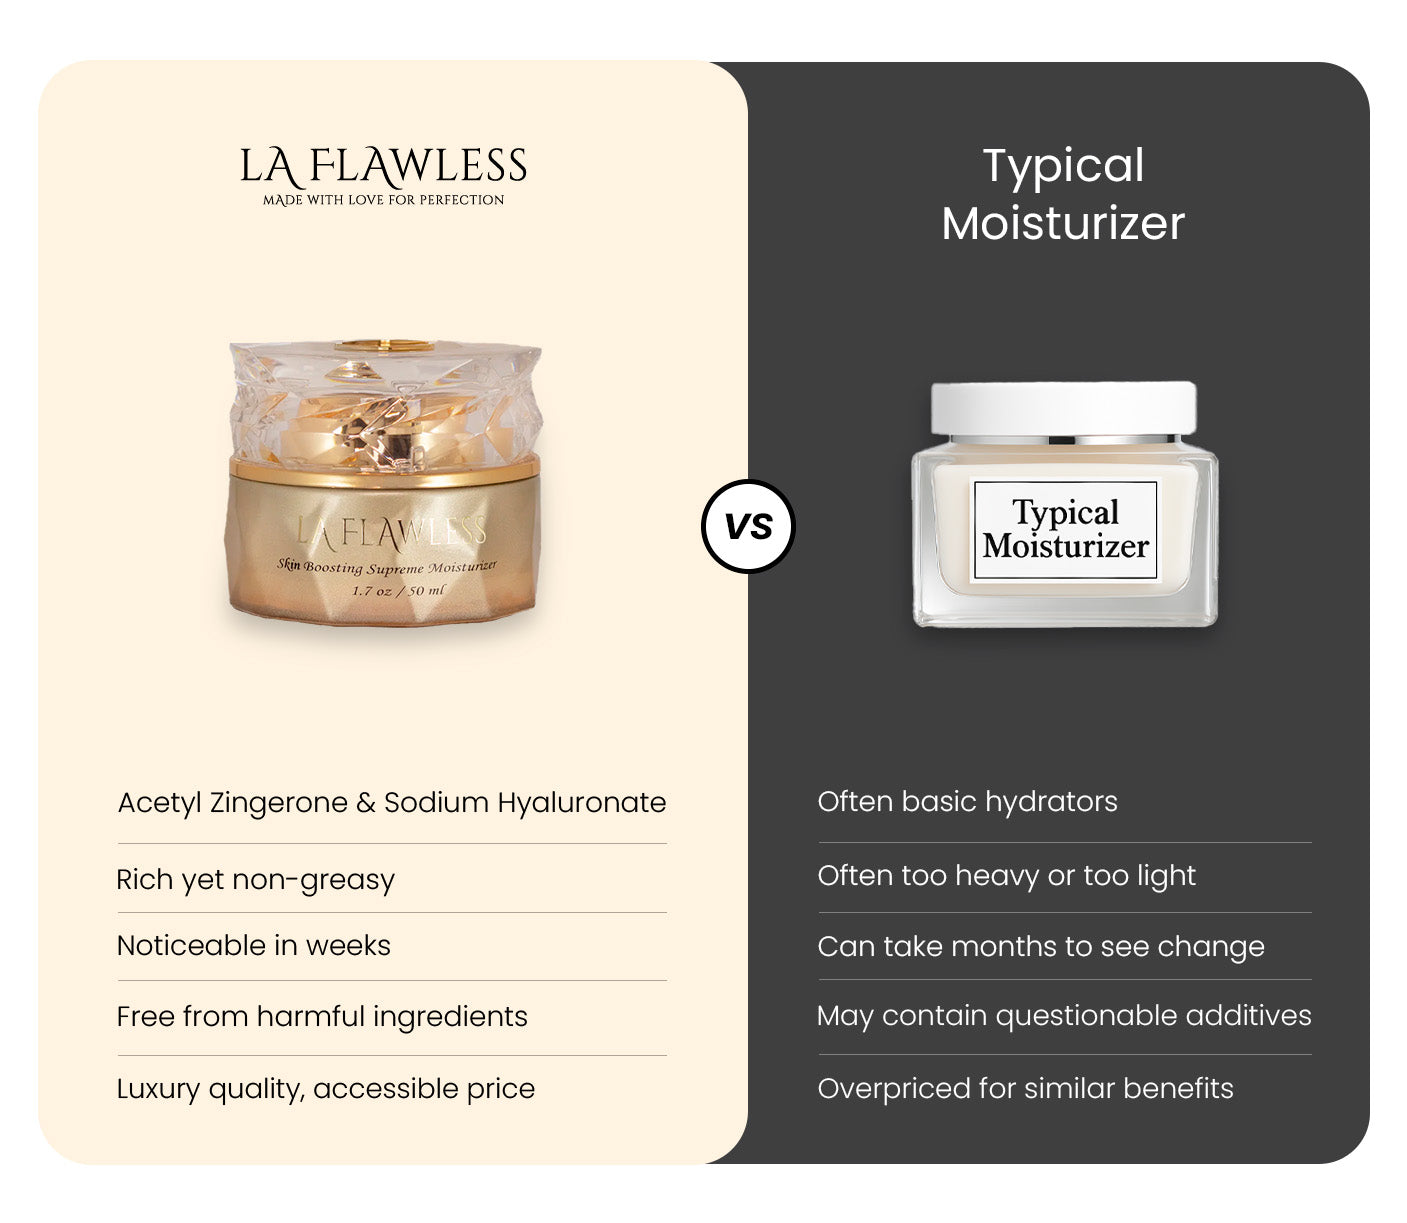 LA FLAWLESS
MADE WITH LOVE FOR PERFECTION
Typical
Moisturizer
LA FLAWLESS
Skin Boosting Supreme Moisturizer
1.7 oz / 50 ml
VS
Typical
Moisturizer
Acetyl Zingerone & Sodium Hyaluronate
Rich yet non-greasy
Noticeable in weeks
Free from harmful ingredients
Luxury quality, accessible price
Often basic hydrators
Often too heavy or too light
Can take months to see change
May contain questionable additives
Overpriced for similar benefits